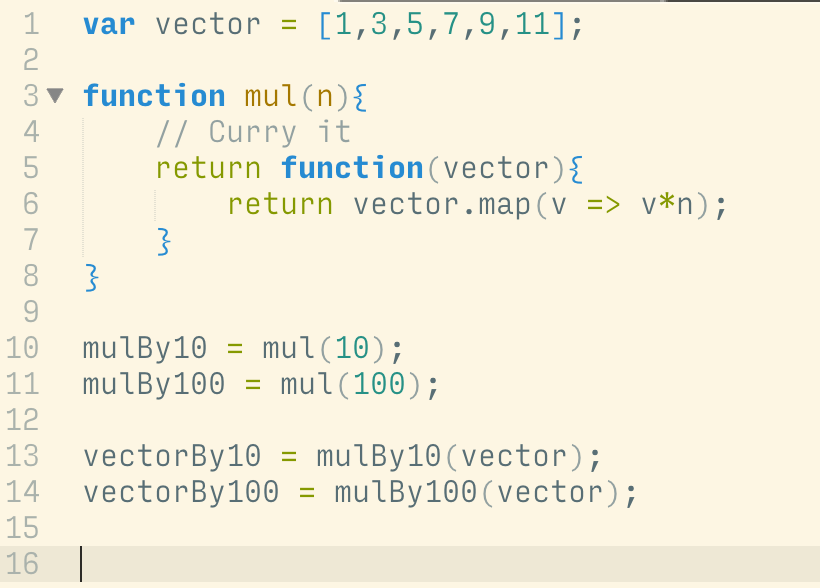 1 var vector = [1,3,5,7,9,11];
2
3 function mul(n){
4     // Curry it
5     return function(vector){
6         return vector.map(v => v*n);
7     }
8 }
9
10 mulBy10 = mul(10);
11 mulBy100 = mul(100);
12
13 vectorBy10 = mulBy10(vector);
14 vectorBy100 = mulBy100(vector);
15
16